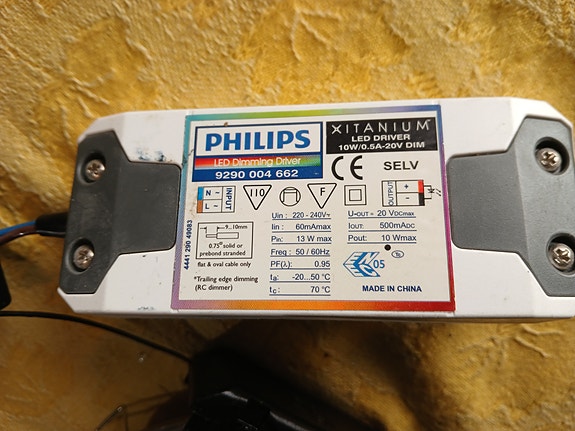 PHILIPS
LED Dimming Driver
9290 004 662
XITANIUM
LED DRIVER
10W/0.5A-20V DIM
CE
SELV
N ~
L ~
INPUT
110
F
OUTPUT
+
-
9...10mm
0.75° solid or
prebond stranded
flat & oval cable only
*Trailing edge dimming
(RC dimmer)
4441 290 49083
Uin : 220 - 240V~
Iin : 60mAmax
Pin : 13 W max
Freq : 50 / 60Hz
PF(λ) : 0.95
ta : -20...50 °C
tc : 70 °C
U-OUT = 20 VDCmax
IOUT: 500mADC
Pout: 10 Wmax
05
MADE IN CHINA